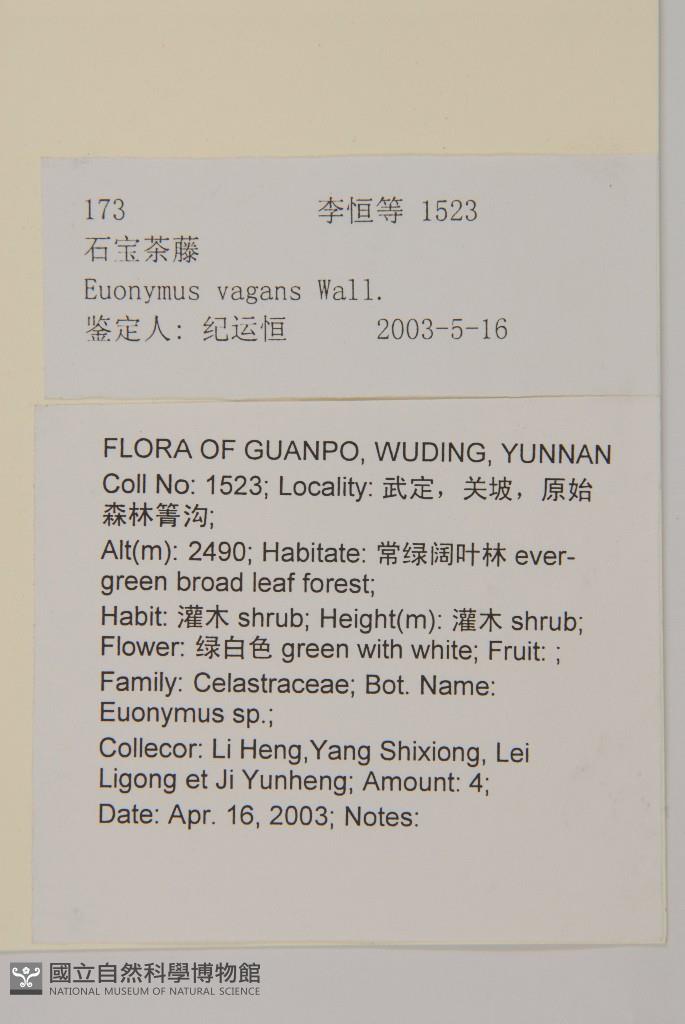 173 李恒等 1523
石宝茶藤
Euonymus vagans Wall.
鉴定人: 纪运恒 2003-5-16
FLORA OF GUANPO, WUDING, YUNNAN
Coll No: 1523; Locality: 武定，关坡，原始
森林箐沟;
Alt(m): 2490; Habitate: 常绿阔叶林 ever-
green broad leaf forest;
Habit: 灌木 shrub; Height(m): 灌木 shrub;
Flower: 绿白色 green with white; Fruit: ;
Family: Celastraceae; Bot. Name:
Euonymus sp.;
Collecor: Li Heng,Yang Shixiong, Lei
Ligong et Ji Yunheng; Amount: 4;
Date: Apr. 16, 2003; Notes:
國立自然科學博物館
NATIONAL MUSEUM OF NATURAL SCIENCE